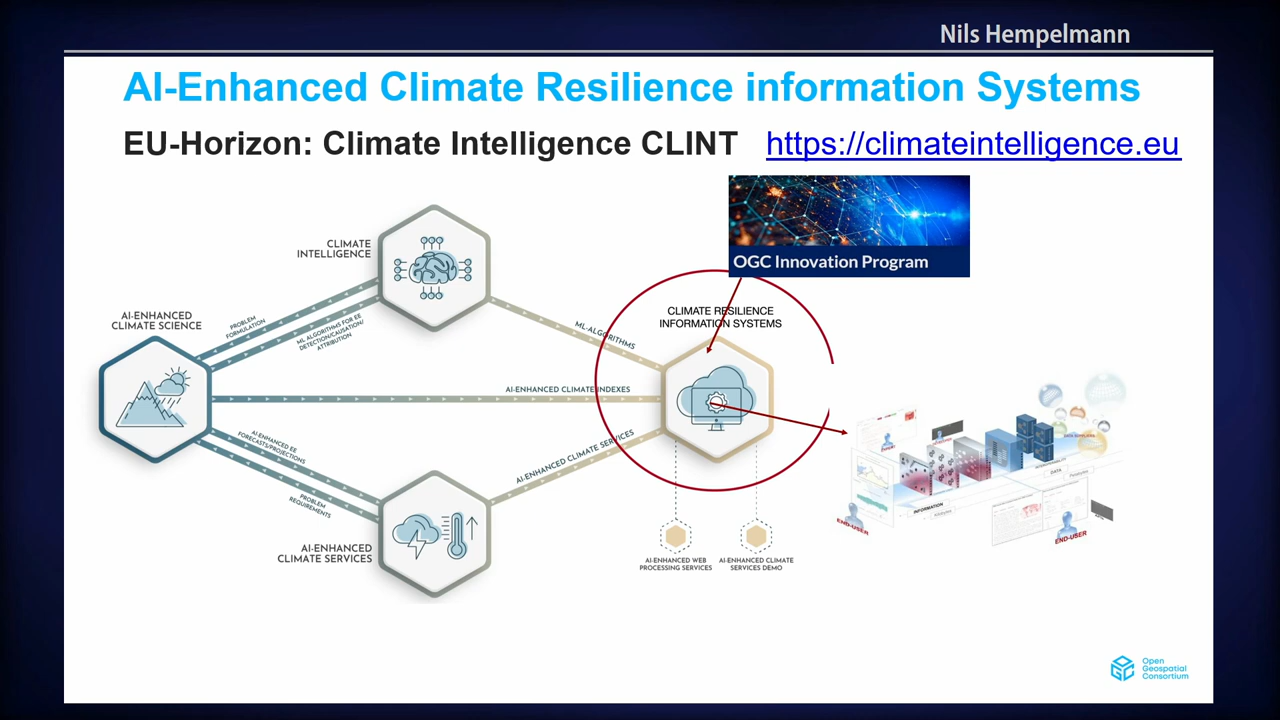 Nils Hempelmann
AI-Enhanced Climate Resilience information Systems
EU-Horizon: Climate Intelligence CLINT https://climateintelligence.eu
OGC Innovation Program
CLIMATE
INTELLIGENCE
AI-ENHANCED
CLIMATE SCIENCE
PROBLEM
FORMULATION
ML ALGORITHMS FOR EE
DETECTION/CAUSATION/
ATTRIBUTION
CLIMATE RESILIENCE
INFORMATION SYSTEMS
ML-ALGORITHMS
AI-ENHANCED CLIMATE INDEXES
AI-ENHANCED EE
FORECASTS/PROJECTIONS
PROBLEM
REQUIREMENTS
AI-ENHANCED CLIMATE SERVICES
AI-ENHANCED
CLIMATE SERVICES
AI-ENHANCED WEB
PROCESSING SERVICES
AI-ENHANCED CLIMATE
SERVICES DEMO
DATA SUPPLIERS
DATA
INFORMATION
END-USER
END-USER
Open
Geospatial
Consortium